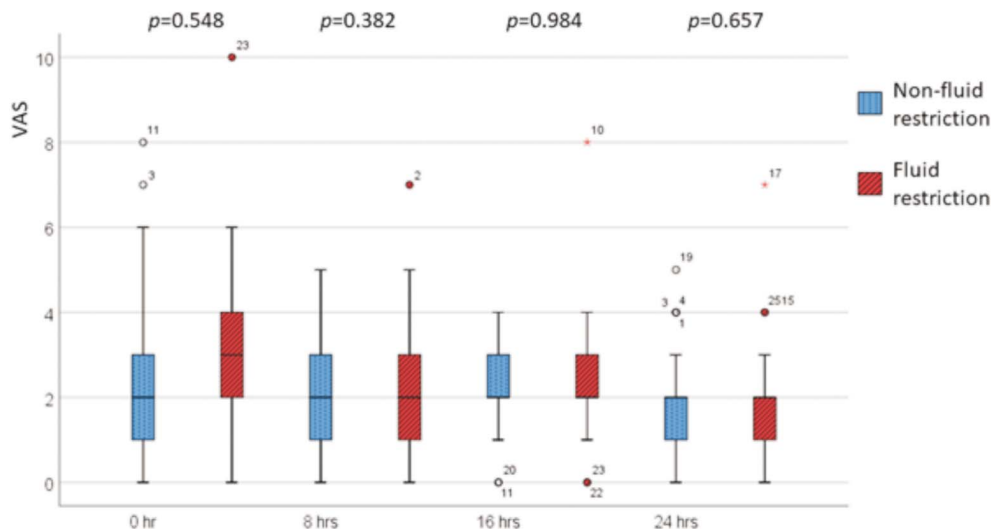 p=0.548 p=0.382 p=0.984 p=0.657
VAS
10
8
6
4
2
0
23
11
3
2
10
17
19
3 4
1
2515
20
11
23
22
0 hr 8 hrs 16 hrs 24 hrs
Non-fluid
restriction
Fluid
restriction